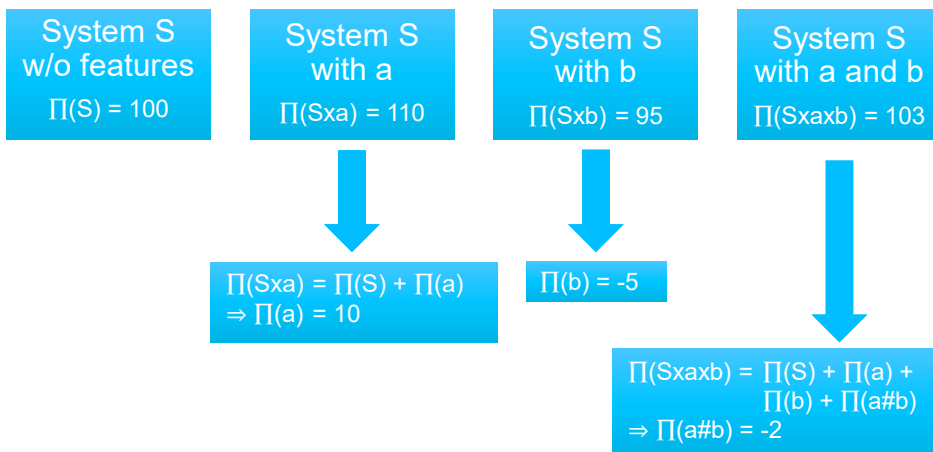 System S
w/o features
∏(S) = 100
System S
with a
∏(Sxa) = 110
System S
with b
∏(Sxb) = 95
System S
with a and b
∏(Sxaxb) = 103
∏(Sxa) = ∏(S) + ∏(a)
⇒ ∏(a) = 10
∏(b) = -5
∏(Sxaxb) = ∏(S) + ∏(a) +
∏(b) + ∏(a#b)
⇒ ∏(a#b) = -2